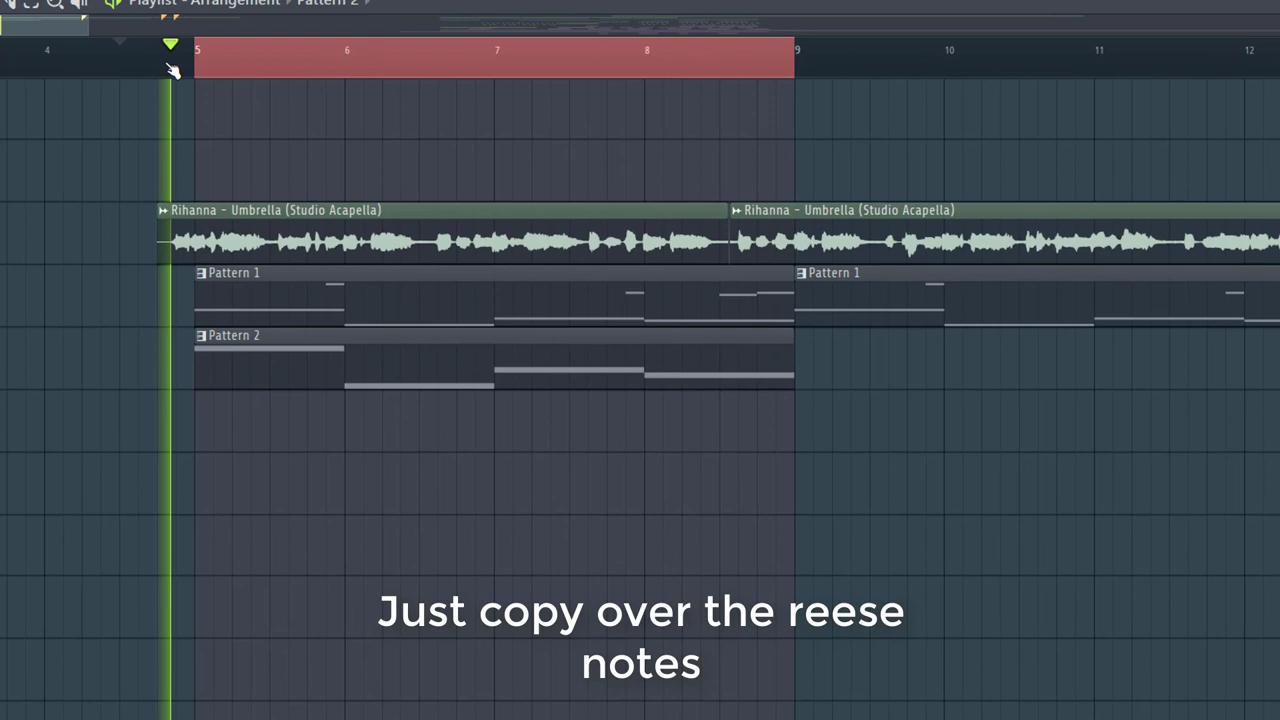 Playlist - Arrangement › Pattern 2 ›
4 5 6 7 8 9 10 11 12
Rihanna - Umbrella (Studio Acapella) Rihanna - Umbrella (Studio Acapella)
Pattern 1 Pattern 1
Pattern 2
Just copy over the reese
notes